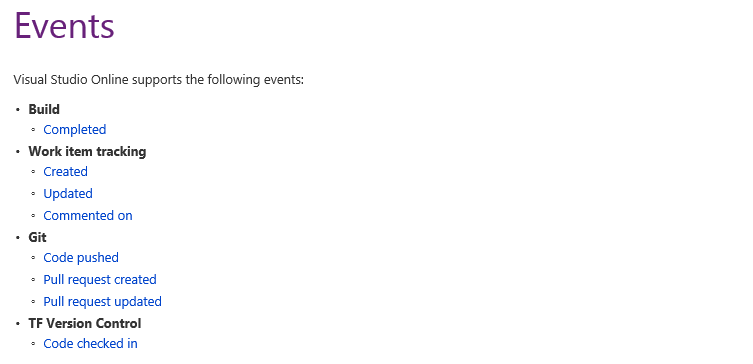 Events
Visual Studio Online supports the following events:
• Build
◦ Completed
• Work item tracking
◦ Created
◦ Updated
◦ Commented on
• Git
◦ Code pushed
◦ Pull request created
◦ Pull request updated
• TF Version Control
◦ Code checked in